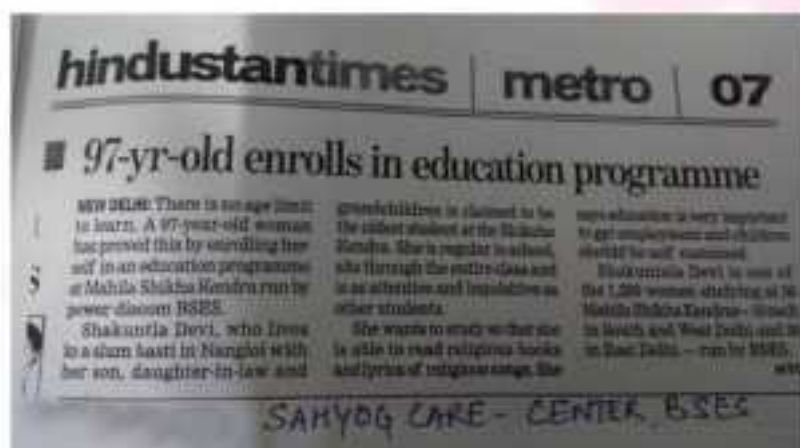 hindustantimes | metro | 07
97-yr-old enrolls in education programme
NEW DELHI: There is no age limit
to learn. A 97-year-old woman
has proved this by enrolling her-
self in an education programme
at Mahila Shikha Kendra run by
power discom BSES.
Shakuntla Devi, who lives
in a slum basti in Nangloi with
her son, daughter-in-law and
grandchildren is claimed to be
the oldest student at the Shiksha
Kendra. She is regular in school,
sits through the entire class and
is as attentive and inquisitive as
other students.
She wants to study so that she
is able to read religious books
and lyrics of religious songs. She
says education is very important
to get employment and children
should be self
Shakuntla Devi is one of
the women studying at
Mahila Shikha Kendras
in South and West Delhi and
in East Delhi. — run by BSES.
SAHYOG CARE - CENTER BSES